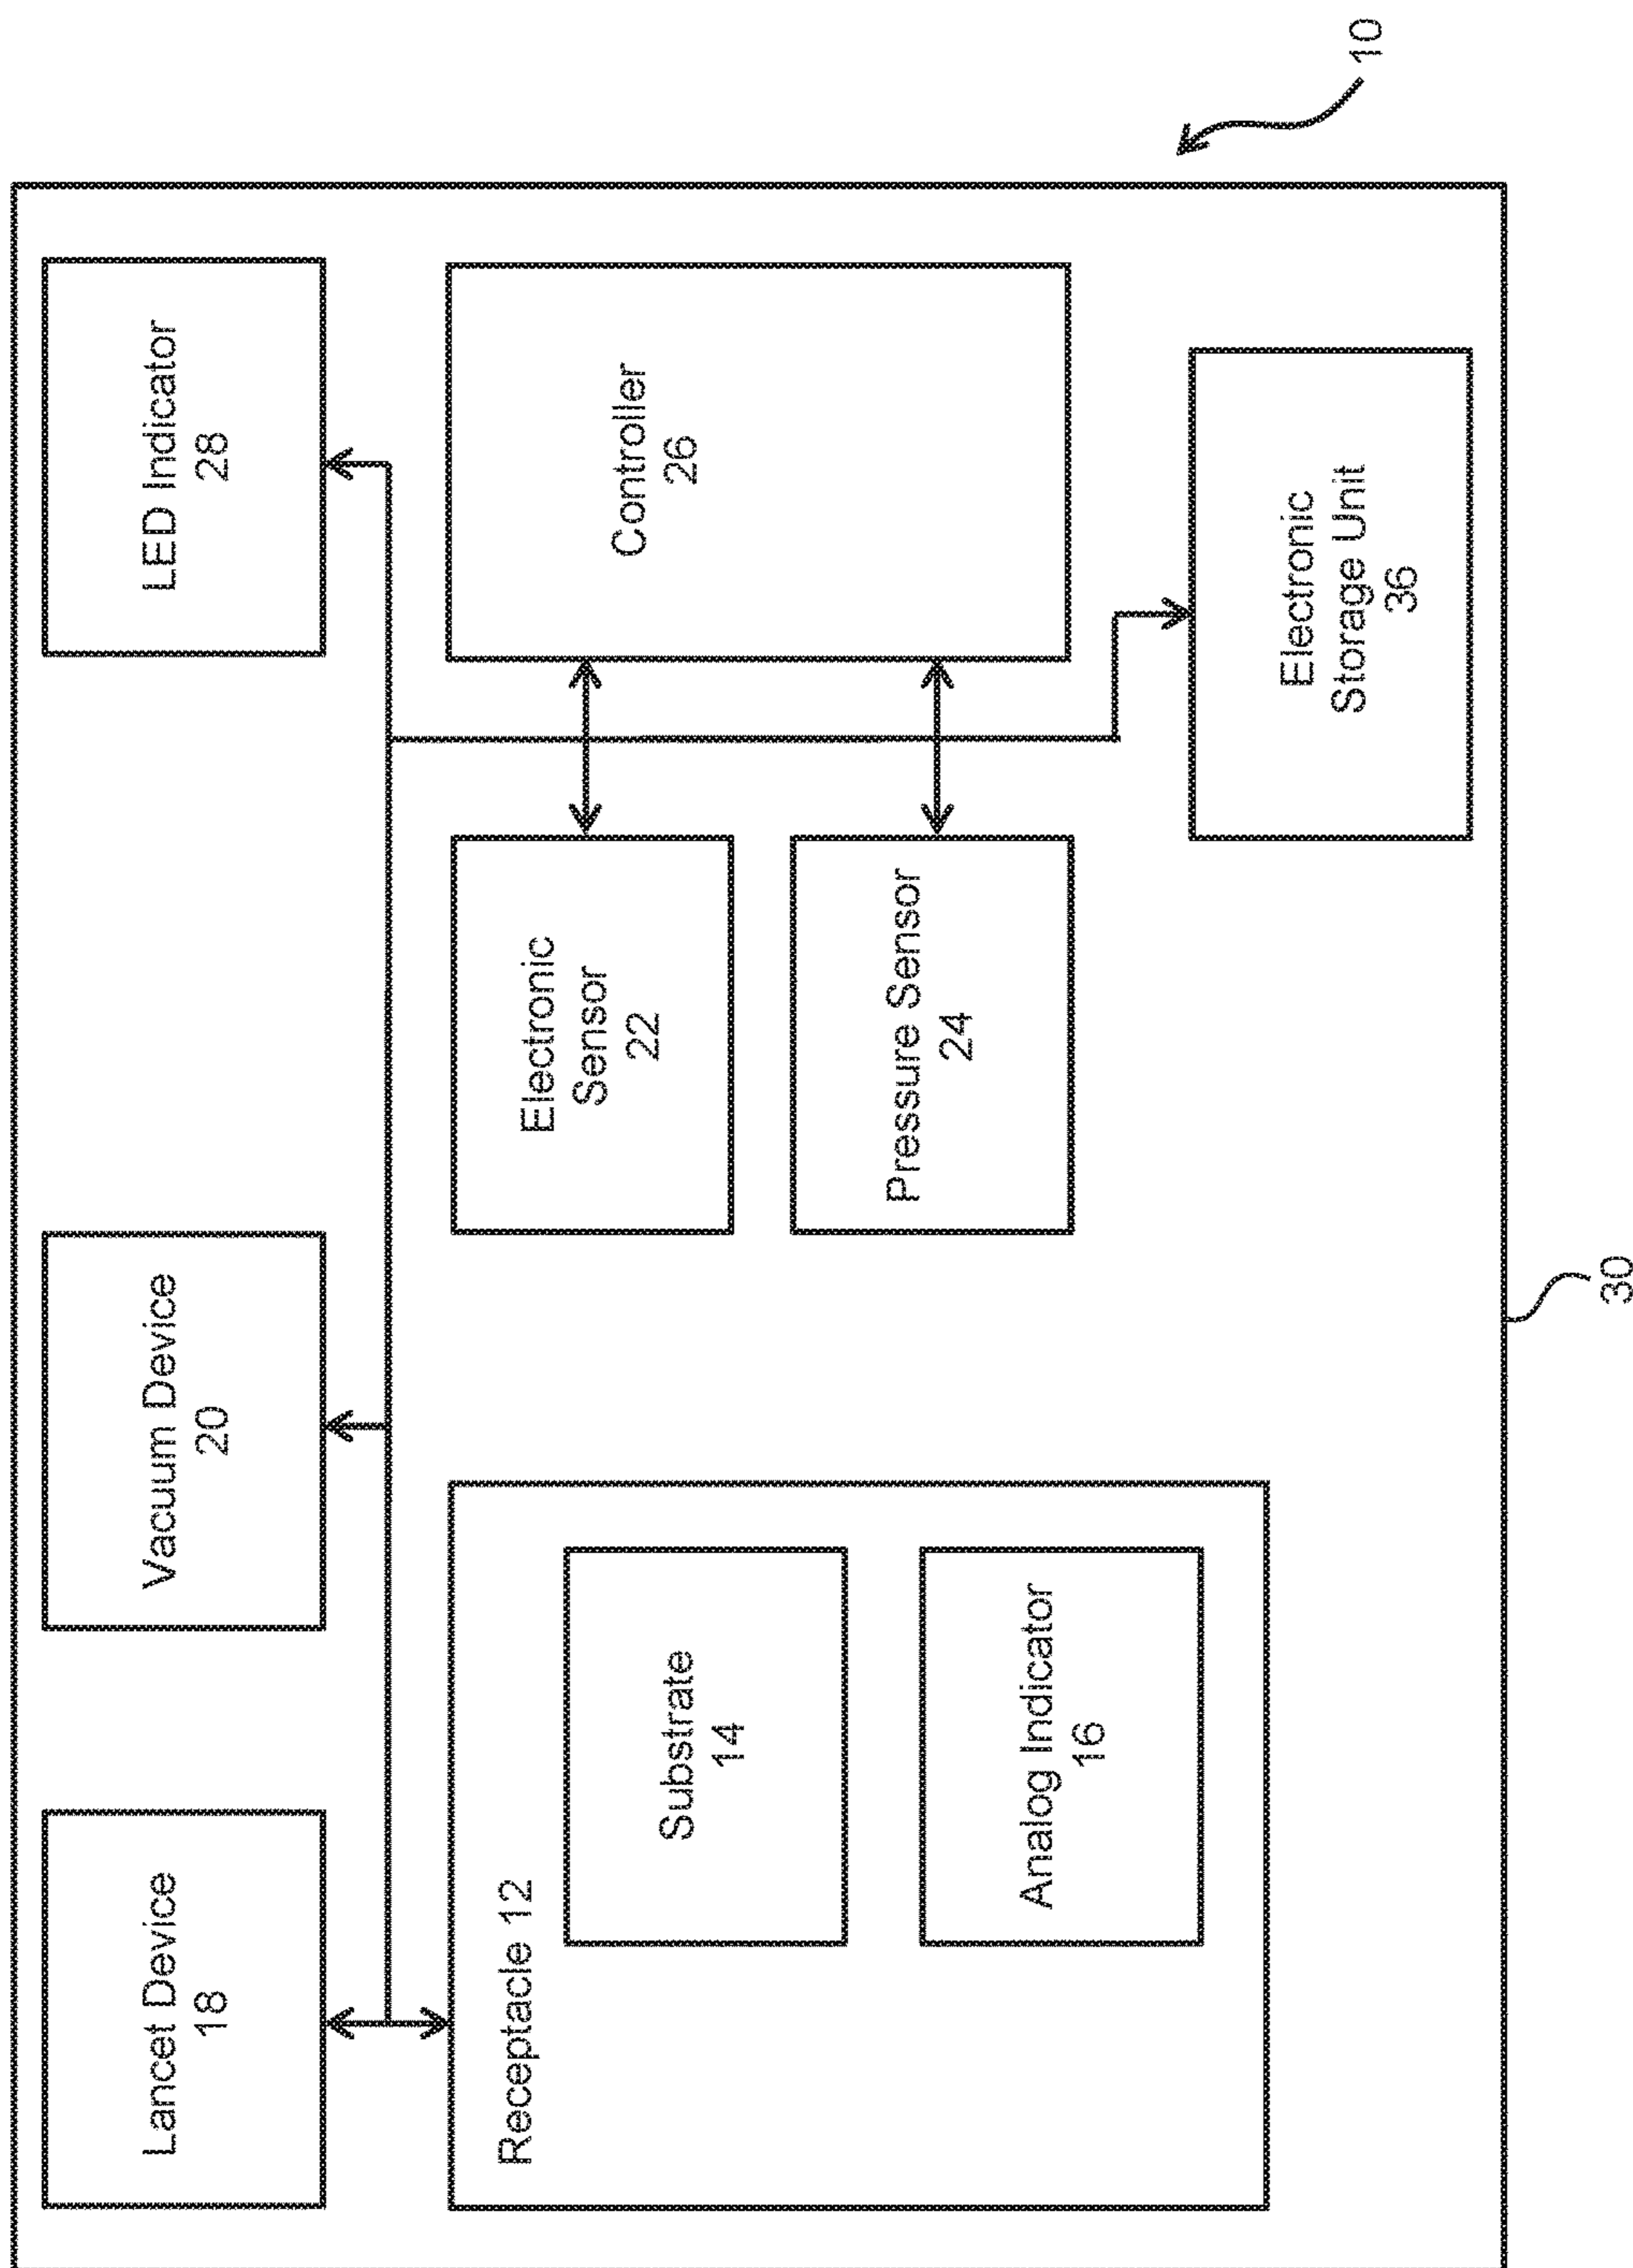 10
Lancet Device
18
Vacuum Device
20
LED Indicator
28
Receptacle 12
Substrate
14
Analog Indicator
16
Electronic
Sensor
22
Pressure Sensor
24
Controller
26
Electronic
Storage Unit
36
30